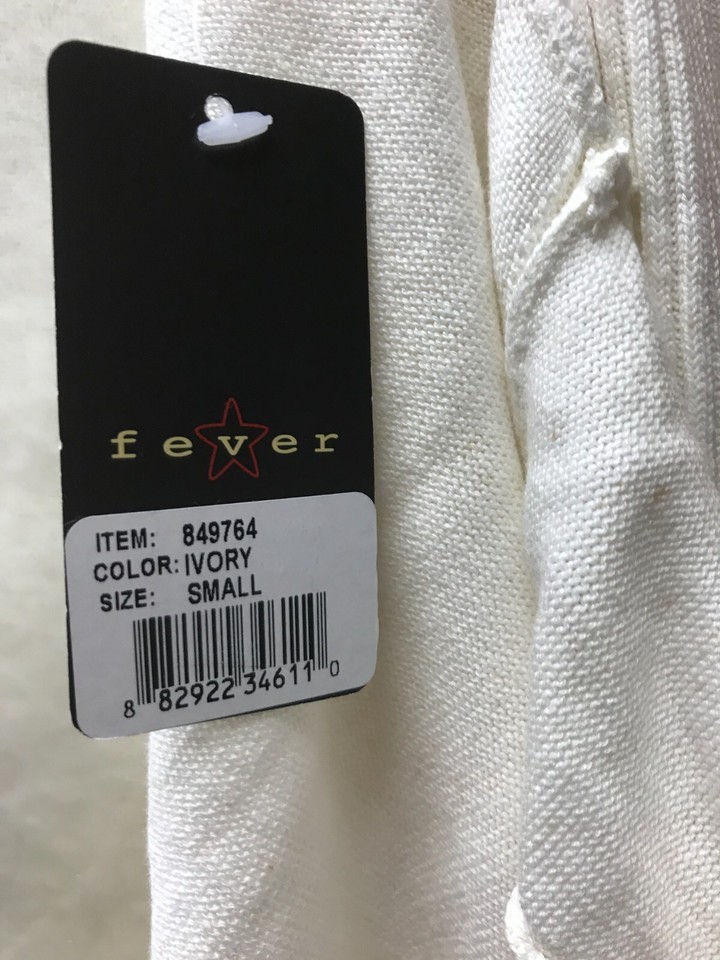 fever
ITEM: 849764
COLOR: IVORY
SIZE: SMALL
8 82922 34611 0